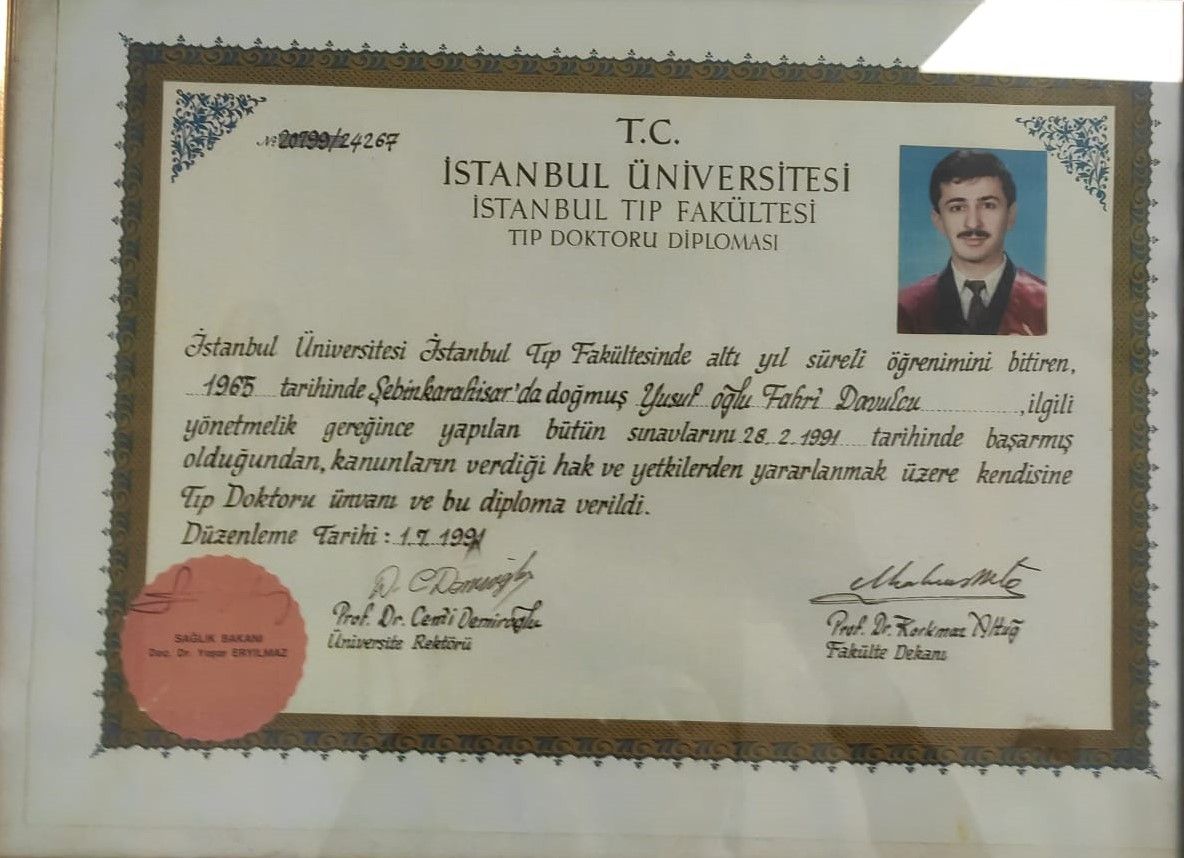 № 20799/24267
T.C.
İSTANBUL ÜNİVERSİTESİ
İSTANBUL TIP FAKÜLTESİ
TIP DOKTORU DİPLOMASI
İstanbul Üniversitesi İstanbul Tıp Fakültesinde altı yıl süreli öğrenimini bitiren,
1965 tarihinde Şebinkarahisar'da doğmuş Yusuf oğlu Fahri Davulcu, ilgili
yönetmelik gereğince yapılan bütün sınavlarını 28.2.1991 tarihinde başarmış
olduğundan, kanunların verdiği hak ve yetkilerden yararlanmak üzere kendisine
Tıp Doktoru ünvanı ve bu diploma verildi.
Düzenleme Tarihi : 1.7.1991
Prof. Dr. Cem'i Demiroğlu
Prof. Dr. Korkmaz Altuğ
Üniversite Rektörü
Fakülte Dekanı
SAĞLIK BAKANI
Doç. Dr. Yaşar ERYILMAZ